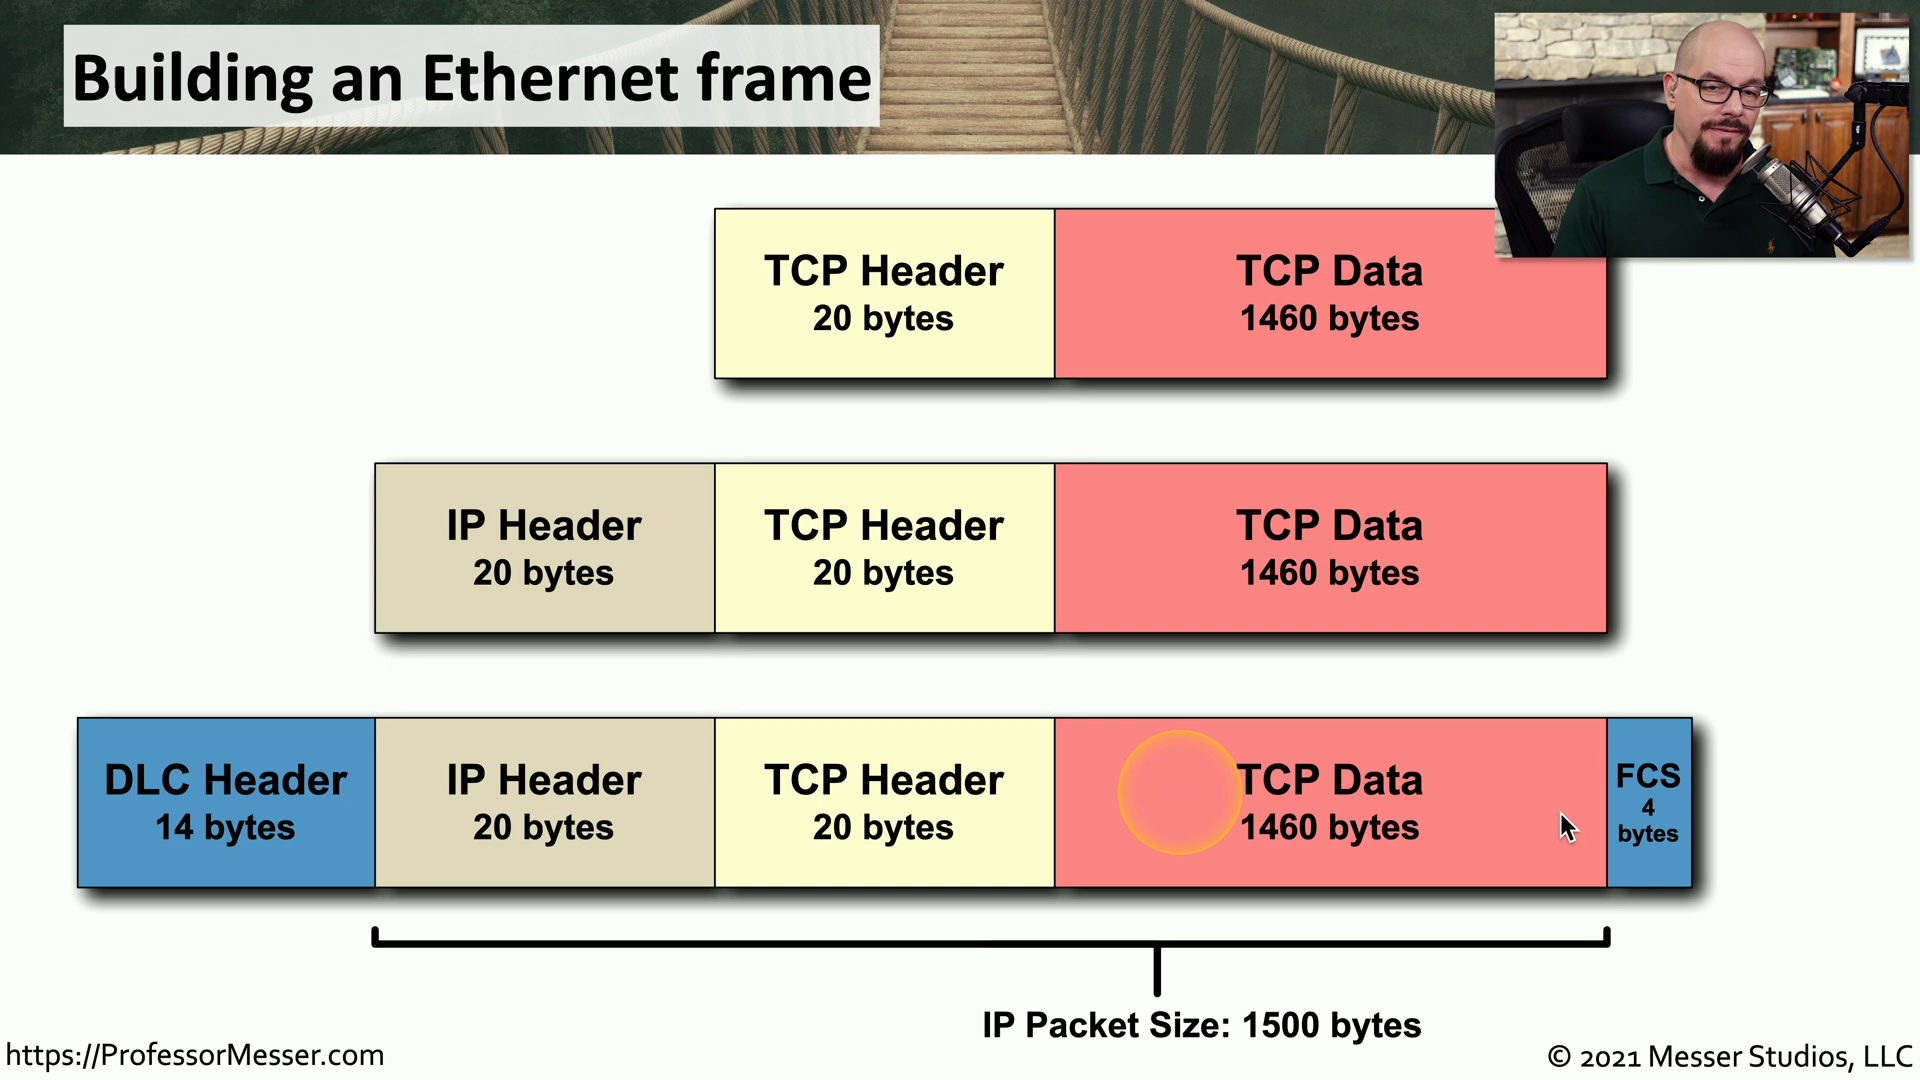 Building an Ethernet frame
TCP Header
20 bytes
TCP Data
1460 bytes
IP Header
20 bytes
TCP Header
20 bytes
TCP Data
1460 bytes
DLC Header
14 bytes
IP Header
20 bytes
TCP Header
20 bytes
TCP Data
1460 bytes
FCS
4
bytes
IP Packet Size: 1500 bytes
https://ProfessorMesser.com
© 2021 Messer Studios, LLC